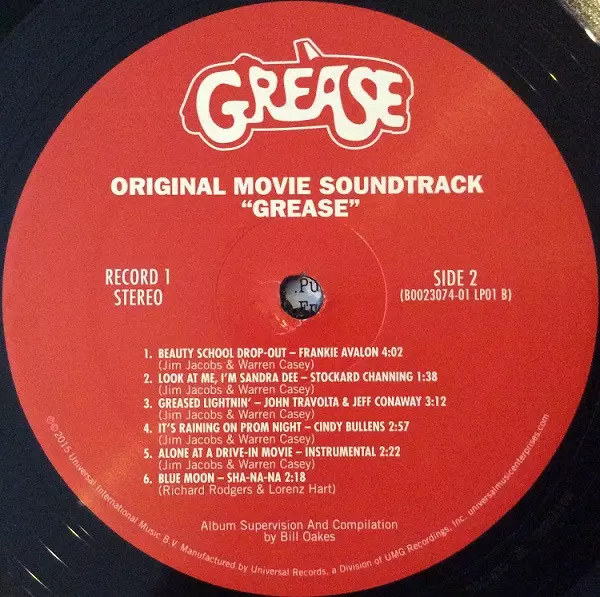 GREASE
ORIGINAL MOVIE SOUNDTRACK
“GREASE”
RECORD 1
STEREO
SIDE 2
(B0023074-01 LP01 B)
1. BEAUTY SCHOOL DROP-OUT – FRANKIE AVALON 4:02
(Jim Jacobs & Warren Casey)
2. LOOK AT ME, I'M SANDRA DEE – STOCKARD CHANNING 1:38
(Jim Jacobs & Warren Casey)
3. GREASED LIGHTNIN' – JOHN TRAVOLTA & JEFF CONAWAY 3:12
(Jim Jacobs & Warren Casey)
4. IT'S RAINING ON PROM NIGHT – CINDY BULLENS 2:57
(Jim Jacobs & Warren Casey)
5. ALONE AT A DRIVE-IN MOVIE – INSTRUMENTAL 2:22
(Jim Jacobs & Warren Casey)
6. BLUE MOON – SHA-NA-NA 2:18
(Richard Rodgers & Lorenz Hart)
Album Supervision And Compilation
by Bill Oakes
℗©2015 Universal International Music B.V. Manufactured by Universal Records, a Division of UMG Recordings, Inc. universalmusicenterprises.com